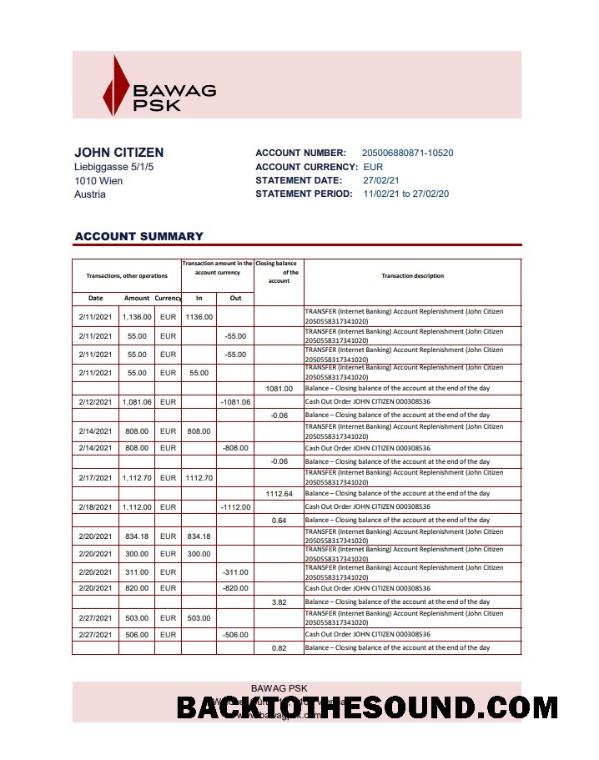 BAWAG
PSK
JOHN CITIZEN
Liebiggasse 5/1/5
1010 Wien
Austria
ACCOUNT NUMBER: 205006880871-10520
ACCOUNT CURRENCY: EUR
STATEMENT DATE: 27/02/21
STATEMENT PERIOD: 11/02/21 to 27/02/20
ACCOUNT SUMMARY
Transactions, other operations
Transaction amount in the account currency
Closing balance of the account
Transaction description
Date Amount Currency In Out
2/11/2021 1,136.00 EUR 1136.00 TRANSFER (Internet Banking) Account Replenishment (John Citizen 2050558317341020)
2/11/2021 55.00 EUR -55.00 TRANSFER (Internet Banking) Account Replenishment (John Citizen 2050558317341020)
2/11/2021 55.00 EUR -55.00 TRANSFER (Internet Banking) Account Replenishment (John Citizen 2050558317341020)
2/11/2021 55.00 EUR 55.00 TRANSFER (Internet Banking) Account Replenishment (John Citizen 2050558317341020)
1081.00 Balance – Closing balance of the account at the end of the day
2/12/2021 1,081.06 EUR -1081.06 Cash Out Order JOHN CITIZEN 000308536
-0.06 Balance – Closing balance of the account at the end of the day
2/14/2021 808.00 EUR 808.00 TRANSFER (Internet Banking) Account Replenishment (John Citizen 2050558317341020)
2/14/2021 808.00 EUR -808.00 Cash Out Order JOHN CITIZEN 000308536
-0.06 Balance – Closing balance of the account at the end of the day
2/17/2021 1,112.70 EUR 1112.70 TRANSFER (Internet Banking) Account Replenishment (John Citizen 2050558317341020)
1112.64 Balance – Closing balance of the account at the end of the day
2/18/2021 1,112.00 EUR -1112.00 Cash Out Order JOHN CITIZEN 000308536
0.64 Balance – Closing balance of the account at the end of the day
2/20/2021 834.18 EUR 834.18 TRANSFER (Internet Banking) Account Replenishment (John Citizen 2050558317341020)
2/20/2021 300.00 EUR 300.00 TRANSFER (Internet Banking) Account Replenishment (John Citizen 2050558317341020)
2/20/2021 311.00 EUR -311.00 TRANSFER (Internet Banking) Account Replenishment (John Citizen 2050558317341020)
2/20/2021 820.00 EUR -820.00 Cash Out Order JOHN CITIZEN 000308536
3.82 Balance – Closing balance of the account at the end of the day
2/27/2021 503.00 EUR 503.00 TRANSFER (Internet Banking) Account Replenishment (John Citizen 2050558317341020)
2/27/2021 506.00 EUR -506.00 Cash Out Order JOHN CITIZEN 000308536
0.82 Balance – Closing balance of the account at the end of the day
BAWAG PSK
BACKTOTHESOUND.COM